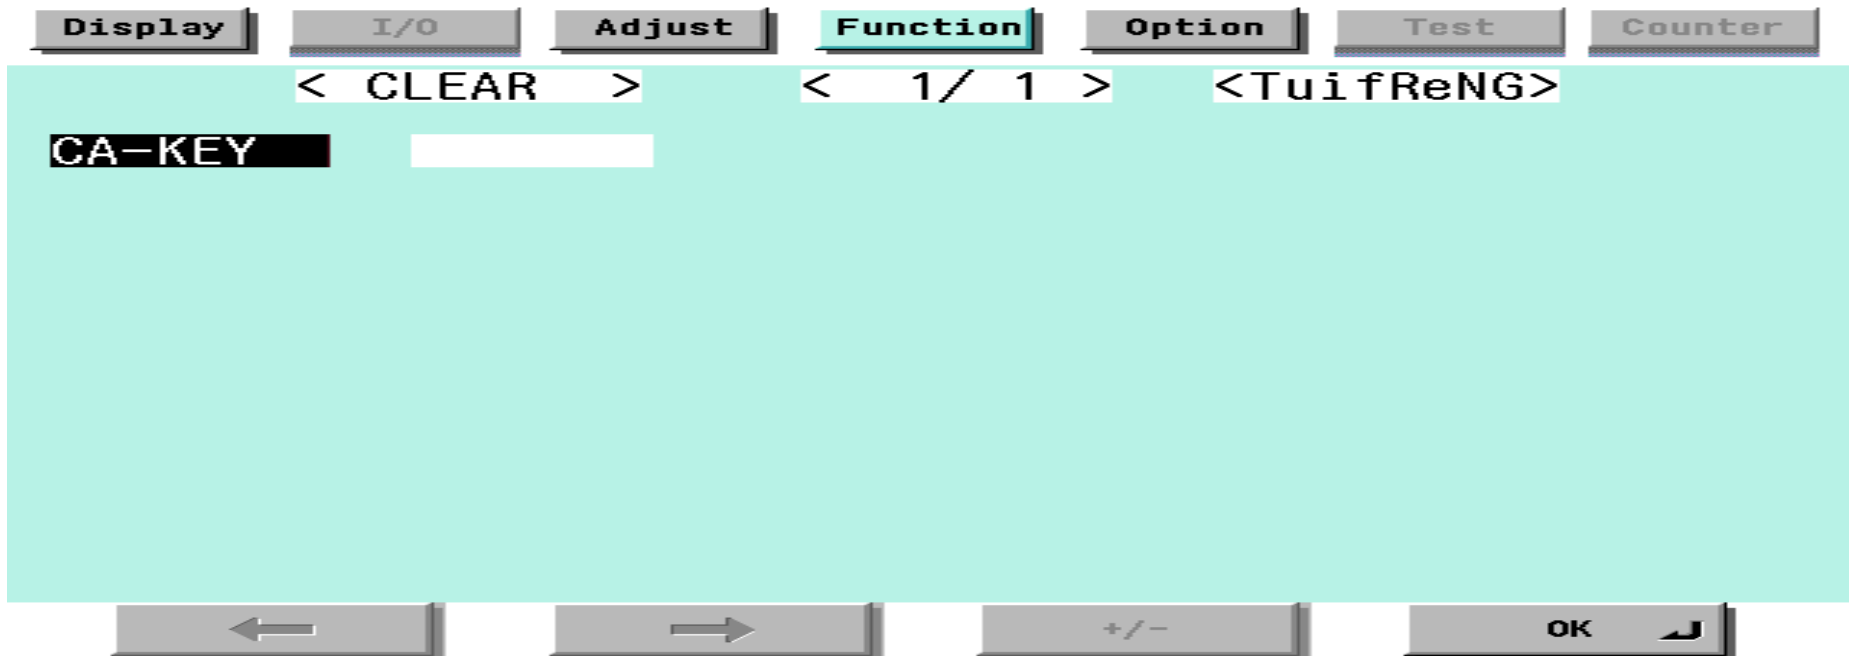 Display I/O Adjust Function Option Test Counter
< CLEAR > < 1/ 1 > <TuifReNG>
CA-KEY
+/- OK